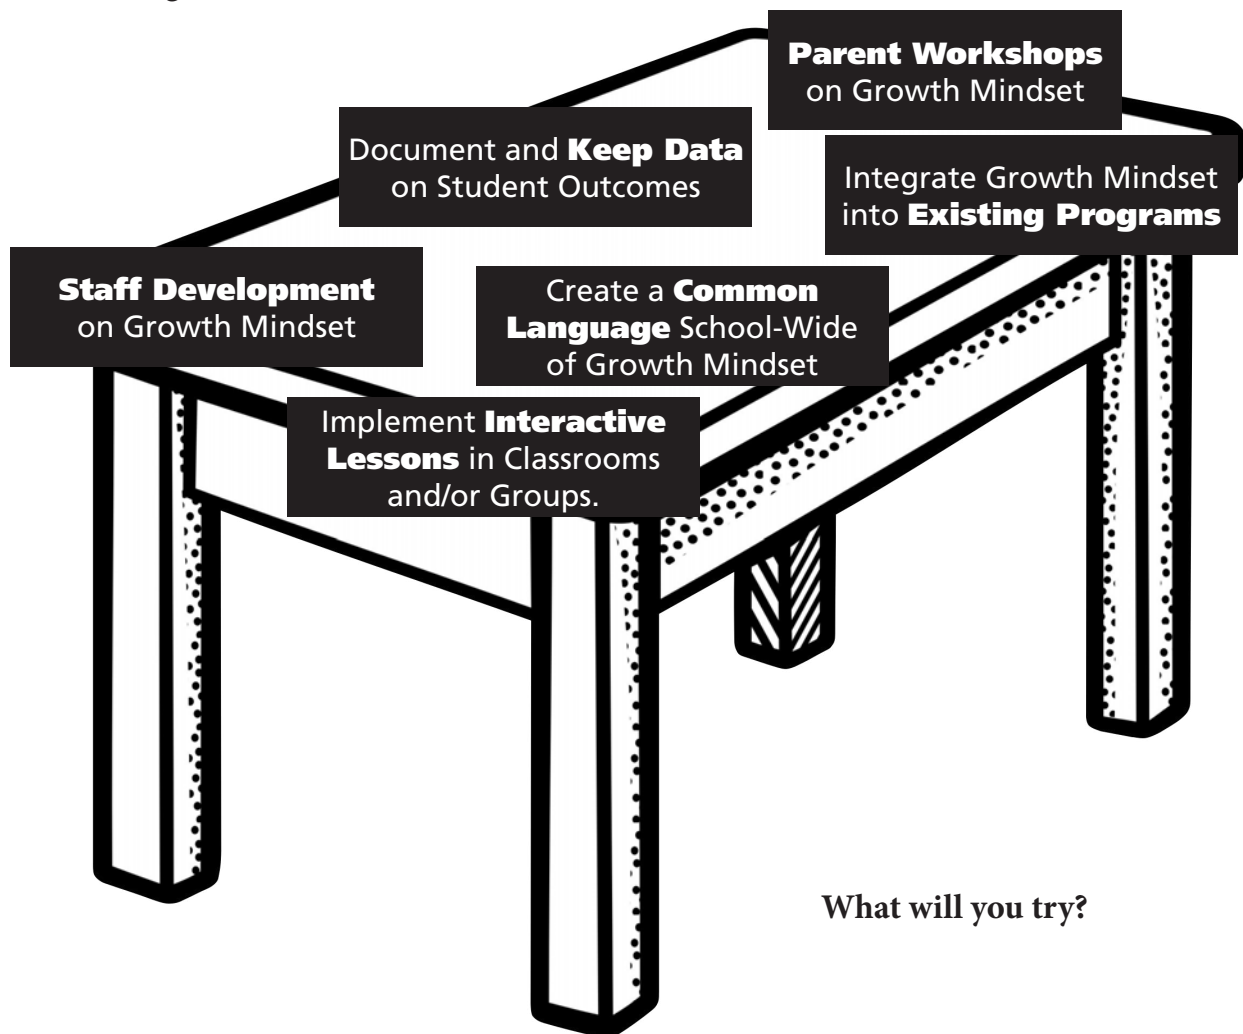 Parent Workshops
on Growth Mindset
Document and Keep Data
on Student Outcomes
Integrate Growth Mindset
into Existing Programs
Staff Development
on Growth Mindset
Create a Common
Language School-Wide
of Growth Mindset
Implement Interactive
Lessons in Classrooms
and/or Groups.
What will you try?